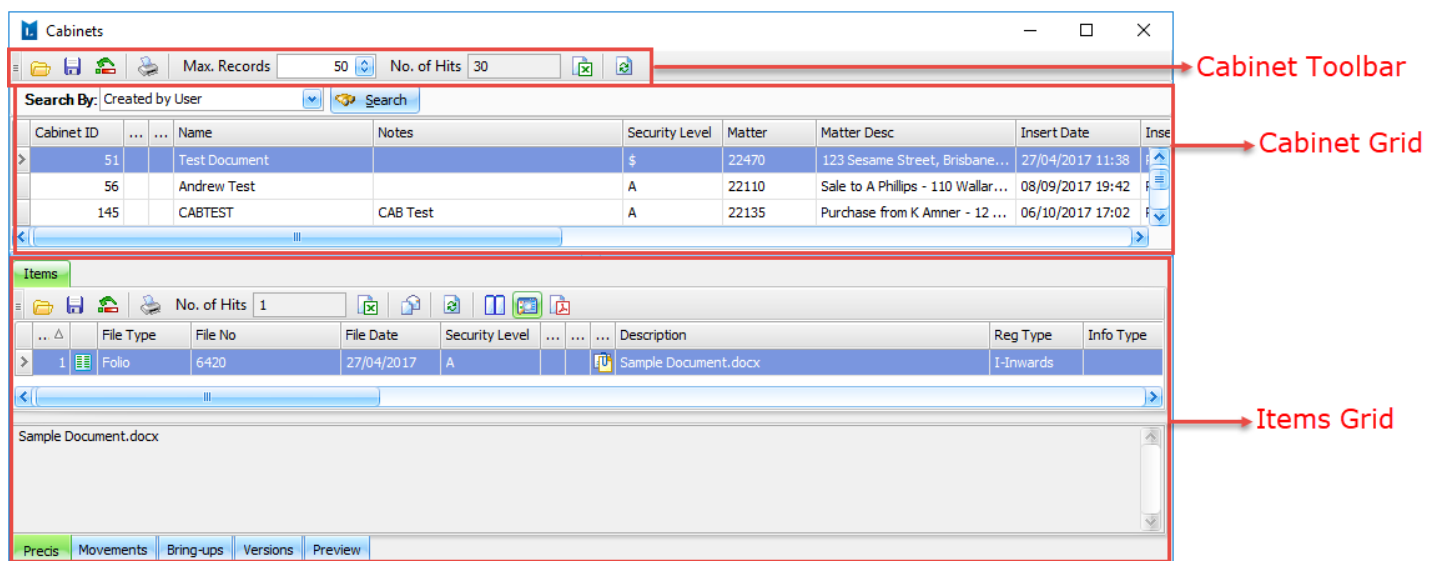 Cabinets
Max. Records 50 No. of Hits 30
Cabinet Toolbar
Search By: Created by User Search
Cabinet ID ... ... Name Notes Security Level Matter Matter Desc Insert Date Inse
Cabinet Grid
51 Test Document $ 22470 123 Sesame Street, Brisbane... 27/04/2017 11:38
56 Andrew Test A 22110 Sale to A Phillips - 110 Wallar... 08/09/2017 19:42
145 CABTEST CAB Test A 22135 Purchase from K Amner - 12 ... 06/10/2017 17:02
Items
No. of Hits 1
... File Type File No File Date Security Level ... ... ... Description Reg Type Info Type
1 Folio 6420 27/04/2017 A Sample Document.docx I-Inwards
Items Grid
Sample Document.docx
Precis Movements Bring-ups Versions Preview